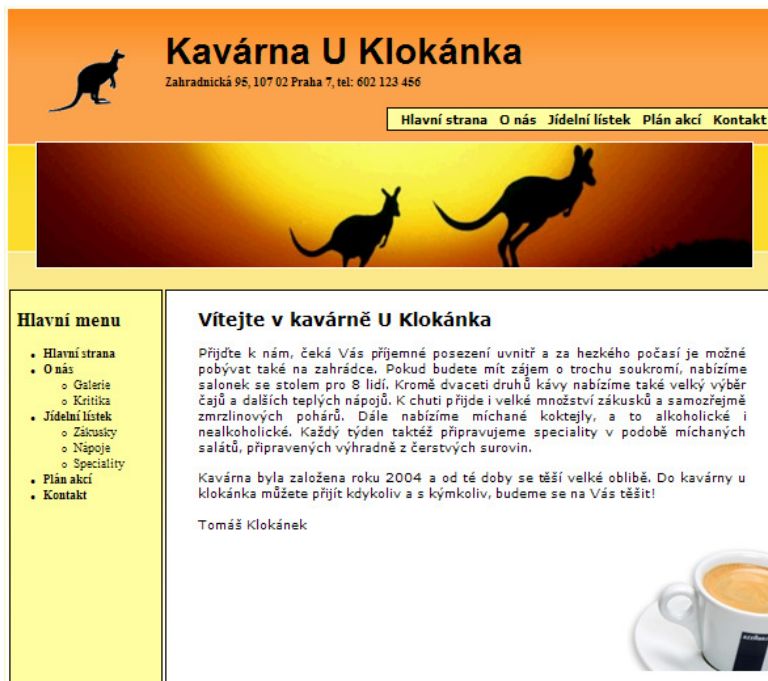 Kavárna U Klokánka
Zahradnická 95, 107 02 Praha 7, tel: 602 123 456
Hlavní strana O nás Jídelní lístek Plán akcí Kontakt
Hlavní menu
Hlavní strana
O nás
Galerie
Kritika
Jídelní lístek
Zákusky
Nápoje
Speciality
Plán akcí
Kontakt
Vítejte v kavárně U Klokánka
Přijďte k nám, čeká Vás příjemné posezení uvnitř a za hezkého počasí je možné
pobývat také na zahrádce. Pokud budete mít zájem o trochu soukromí, nabízíme
salonek se stolem pro 8 lidí. Kromě dvaceti druhů kávy nabízíme také velký výběr
čajů a dalších teplých nápojů. K chuti přijde i velké množství zákusků a samozřejmě
zmrzlinových pohárů. Dále nabízíme míchané koktejly, a to alkoholické i
nealkoholické. Každý týden taktéž připravujeme speciality v podobě míchaných
salátů, připravených výhradně z čerstvých surovin.
Kavárna byla založena roku 2004 a od té doby se těší velké oblibě. Do kavárny u
klokánka můžete přijít kdykoliv a s kýmkoliv, budeme se na Vás těšit!
Tomáš Klokánek